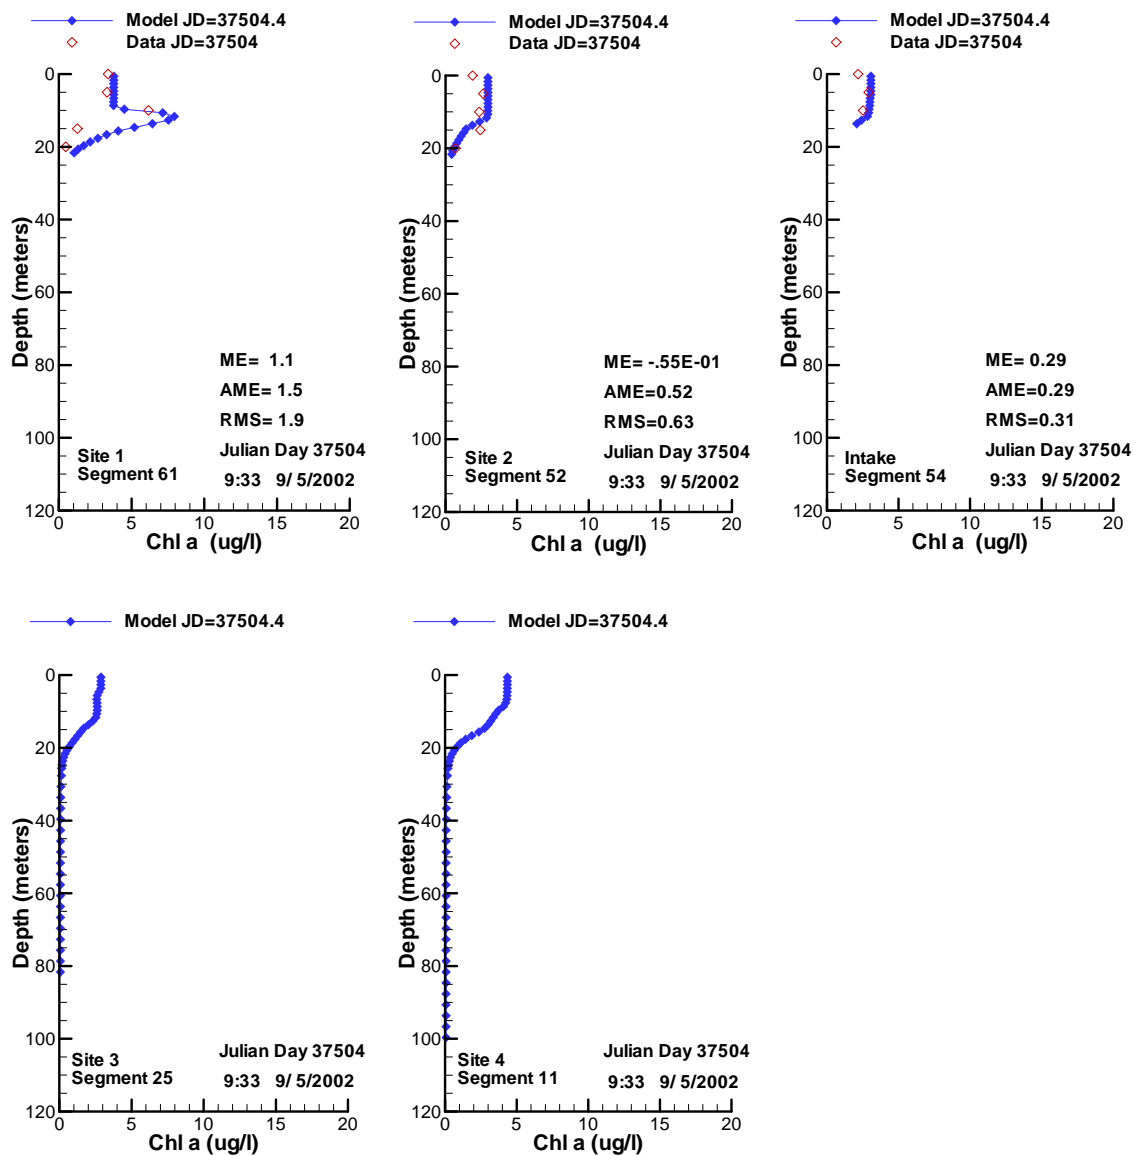 Model JD=37504.4
Data JD=37504
0
20
40
60
80
100
120
Depth (meters)
ME= 1.1
AME= 1.5
RMS= 1.9
Julian Day 37504
9:33 9/ 5/2002
Site 1
Segment 61
0 5 10 15 20
Chl a (ug/l)
Model JD=37504.4
Data JD=37504
0
20
40
60
80
100
120
Depth (meters)
ME= -.55E-01
AME=0.52
RMS=0.63
Julian Day 37504
9:33 9/ 5/2002
Site 2
Segment 52
0 5 10 15 20
Chl a (ug/l)
Model JD=37504.4
Data JD=37504
0
20
40
60
80
100
120
Depth (meters)
ME= 0.29
AME=0.29
RMS=0.31
Julian Day 37504
9:33 9/ 5/2002
Intake
Segment 54
0 5 10 15 20
Chl a (ug/l)
Model JD=37504.4
0
20
40
60
80
100
120
Depth (meters)
Julian Day 37504
9:33 9/ 5/2002
Site 3
Segment 25
0 5 10 15 20
Chl a (ug/l)
Model JD=37504.4
0
20
40
60
80
100
120
Depth (meters)
Julian Day 37504
9:33 9/ 5/2002
Site 4
Segment 11
0 5 10 15 20
Chl a (ug/l)